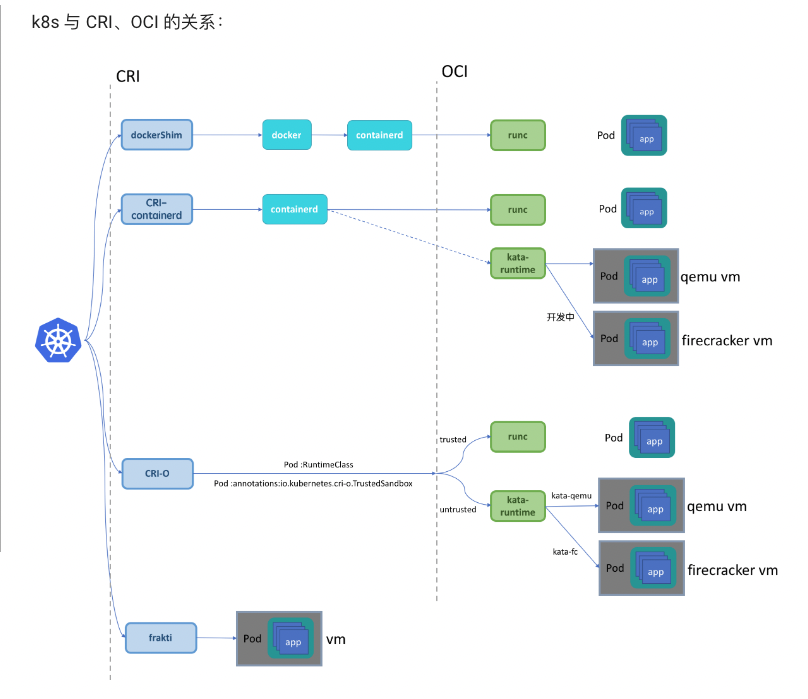 k8s 与 CRI、OCI 的关系：
CRI
OCI
dockerShim
docker
containerd
runc
Pod
app
CRI-
containerd
containerd
runc
Pod
app
kata-
runtime
Pod
app
qemu vm
开发中
Pod
app
firecracker vm
CRI-O
Pod :RuntimeClass
Pod :annotations:io.kubernetes.cri-o.TrustedSandbox
trusted
untrusted
runc
Pod
app
kata-
runtime
kata-qemu
kata-fc
Pod
app
qemu vm
Pod
app
firecracker vm
frakti
Pod
app
vm